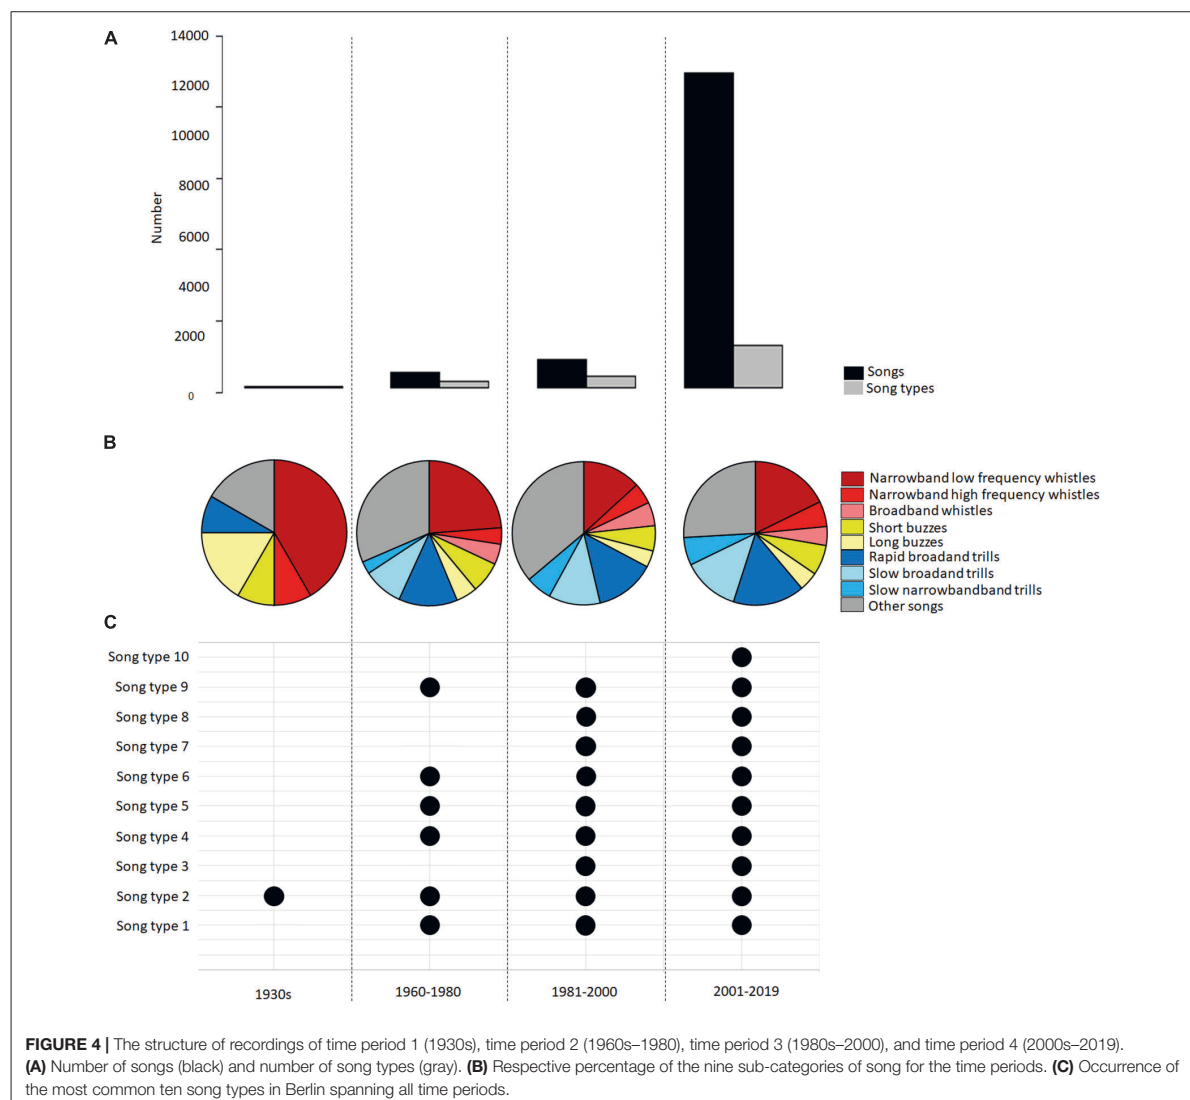 A
14000
12000
10000
8000
6000
4000
2000
0
Number
Songs
Song types
B
Narrowband low frequency whistles
Narrowband high frequency whistles
Broadband whistles
Short buzzes
Long buzzes
Rapid broadand trills
Slow broadand trills
Slow narrowbandband trills
Other songs
C
Song type 10
Song type 9
Song type 8
Song type 7
Song type 6
Song type 5
Song type 4
Song type 3
Song type 2
Song type 1
1930s 1960-1980 1981-2000 2001-2019
FIGURE 4 | The structure of recordings of time period 1 (1930s), time period 2 (1960s–1980), time period 3 (1980s–2000), and time period 4 (2000s–2019).
(A) Number of songs (black) and number of song types (gray). (B) Respective percentage of the nine sub-categories of song for the time periods. (C) Occurrence of
the most common ten song types in Berlin spanning all time periods.